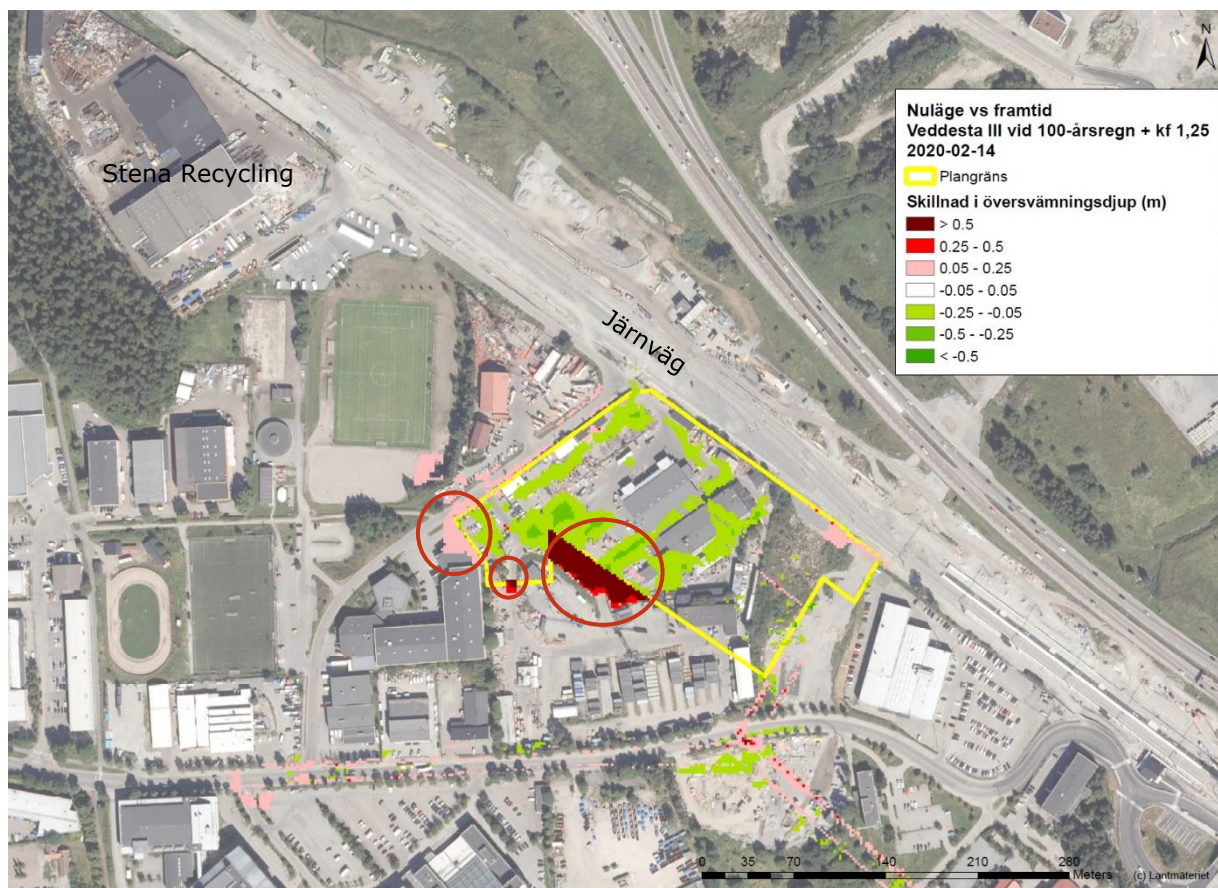 N
Nuläge vs framtid
Veddesta III vid 100-årsregn + kf 1,25
2020-02-14
Plangräns
Skillnad i översvämningsdjup (m)
> 0.5
0.25 - 0.5
0.05 - 0.25
-0.05 - 0.05
-0.25 - -0.05
-0.5 - -0.25
< -0.5
Stena Recycling
Järnväg
0 35 70 140 210 280
Meters
(c) Lantmäteriet